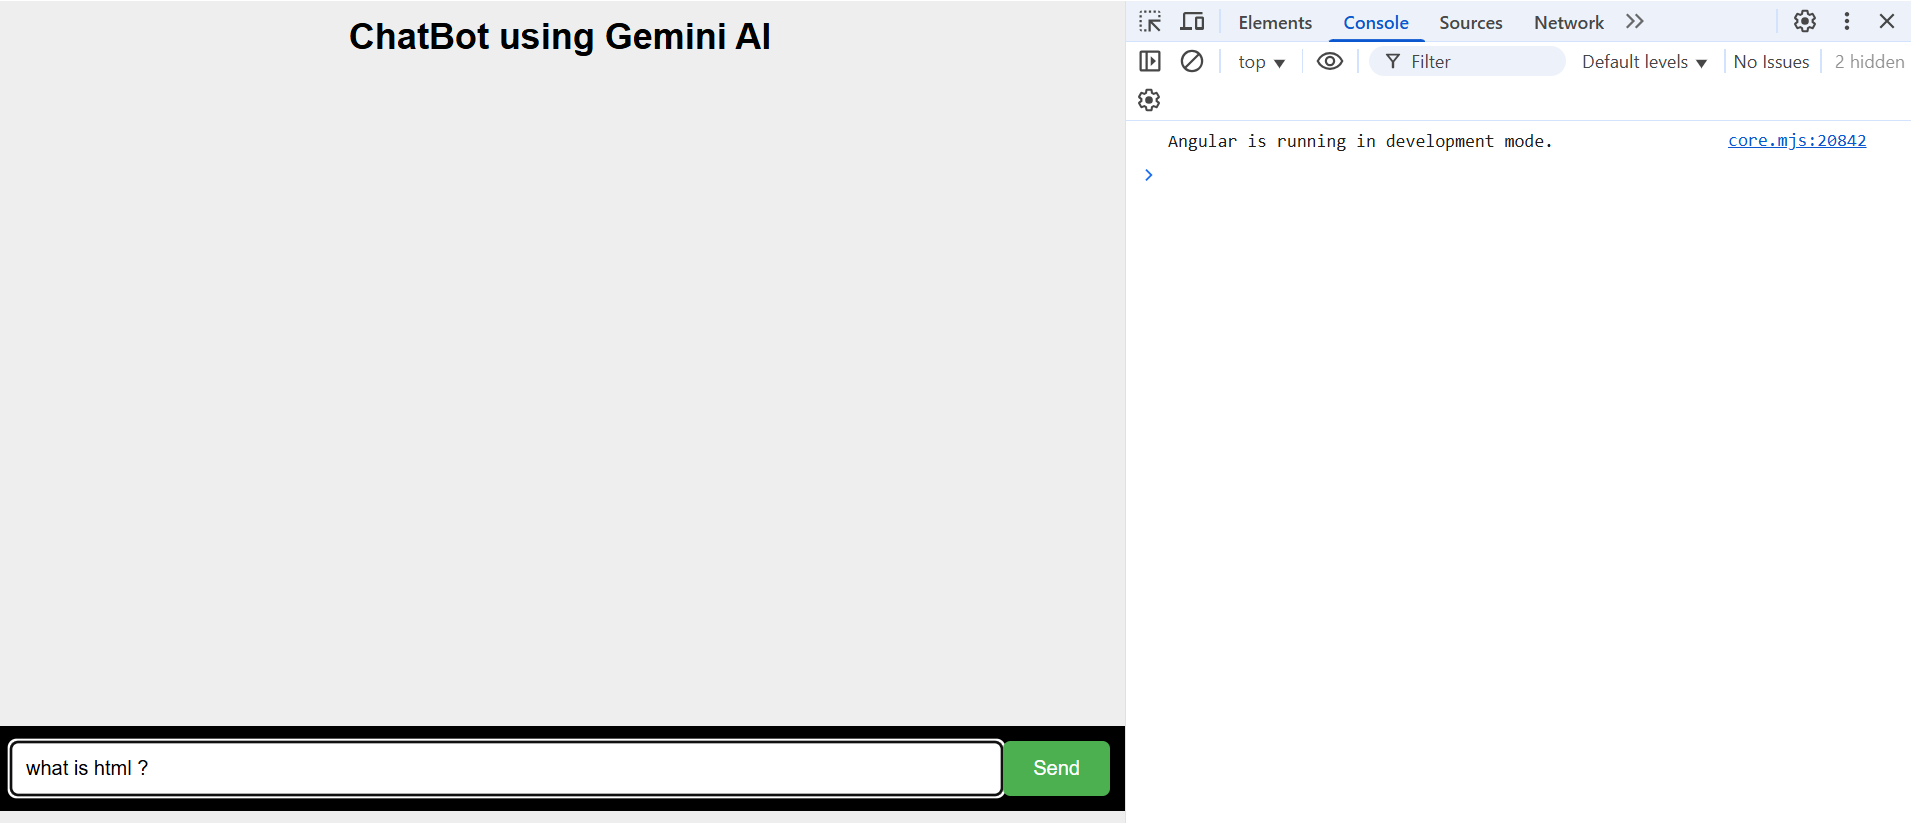 ChatBot using Gemini AI
what is html ?
Send
Elements Console Sources Network
top Filter Default levels No Issues 2 hidden
Angular is running in development mode. core.mjs:20842